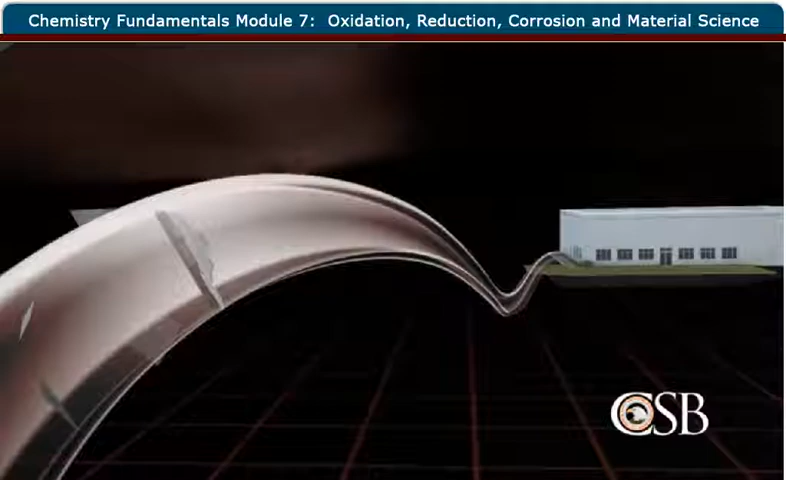 Chemistry Fundamentals Module 7: Oxidation, Reduction, Corrosion and Material Science
CSB